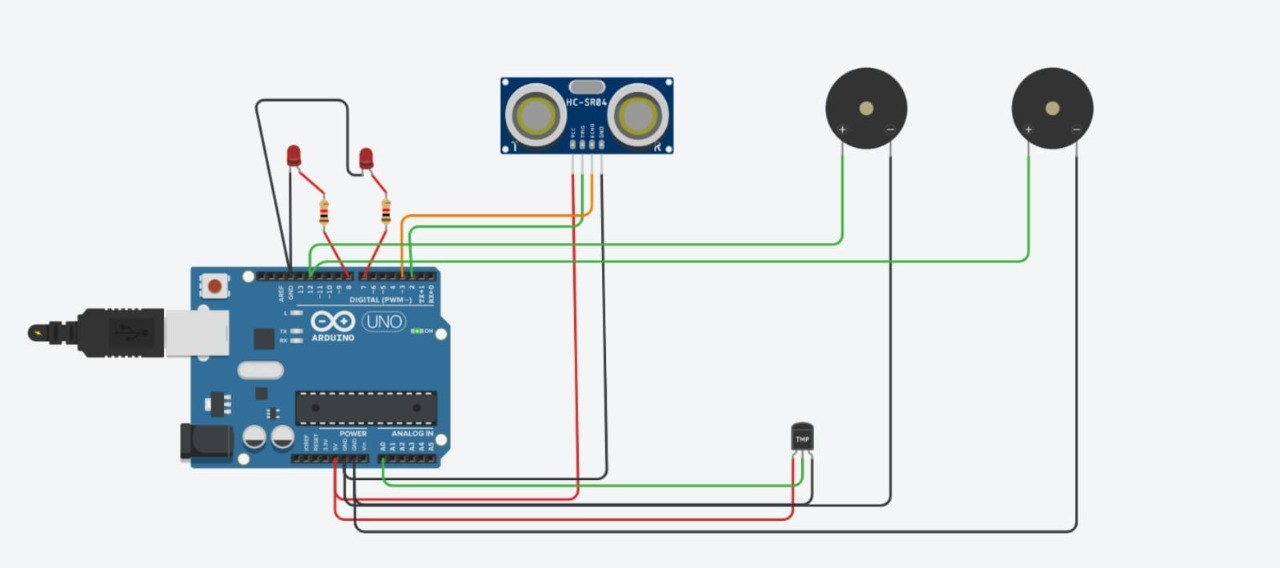 HC-SR04
VCC
TRIG
ECHO
GND
T
R
+
−
+
−
AREF
GND
13
12
~11
~10
~9
8
7
~6
~5
4
~3
2
TX→1
RX←0
DIGITAL (PWM~)
L
TX
RX
UNO
ON
ARDUINO
TMP
POWER
ANALOG IN
IOREF
RESET
3.3V
5V
GND
GND
Vin
A0
A1
A2
A3
A4
A5